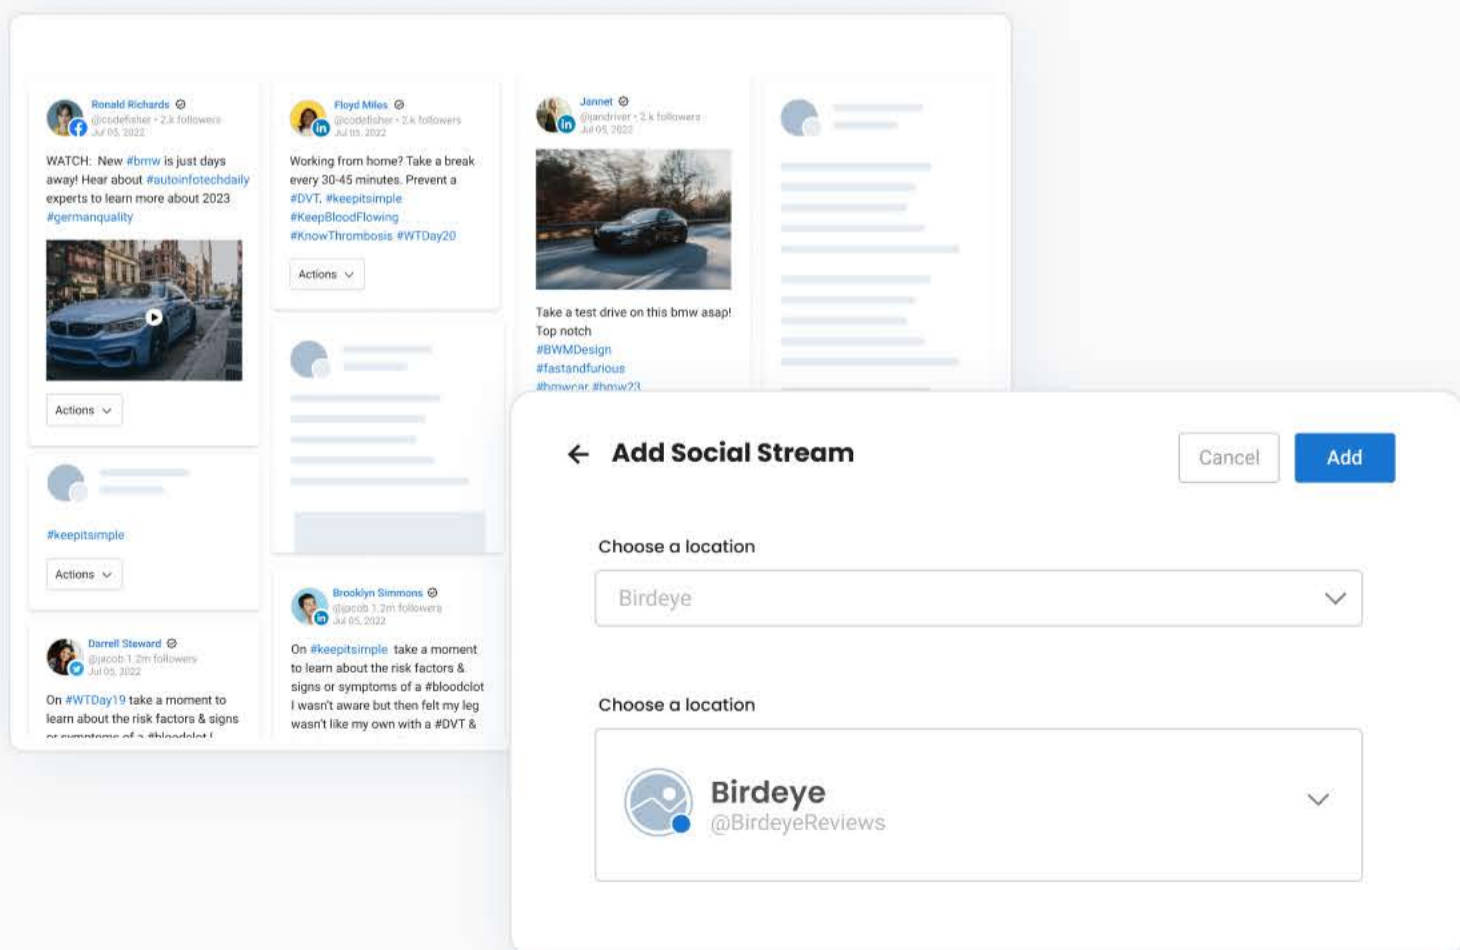 Ronald Richards
@codefisher • 2.k followers
Jul 05, 2022
WATCH: New #bmw is just days
away! Hear about #autoinfotechdaily
experts to learn more about 2023
#germanquality
Actions
#keepitsimple
Actions
Darrell Steward
@jacob 1.2m followers
Jul 05, 2022
On #WTDay19 take a moment to
learn about the risk factors & signs
or symptoms of a #bloodclot I
Floyd Miles
@codefisher • 2.k followers
Jul 05, 2022
Working from home? Take a break
every 30-45 minutes. Prevent a
#DVT, #keepitsimple
#KeepBloodFlowing
#KnowThrombosis #WTDay20
Actions
Brooklyn Simmons
@jacob 1.2m followers
Jul 05, 2022
On #keepitsimple take a moment
to learn about the risk factors &
signs or symptoms of a #bloodclot
I wasn't aware but then felt my leg
wasn't like my own with a #DVT &
Jannet
@jandriver • 2.k followers
Jul 05, 2022
Take a test drive on this bmw asap!
Top notch
#BWMDesign
#fastandfurious
#bmwcar #bmw23
Add Social Stream
Cancel
Add
Choose a location
Birdeye
Choose a location
Birdeye
@BirdeyeReviews